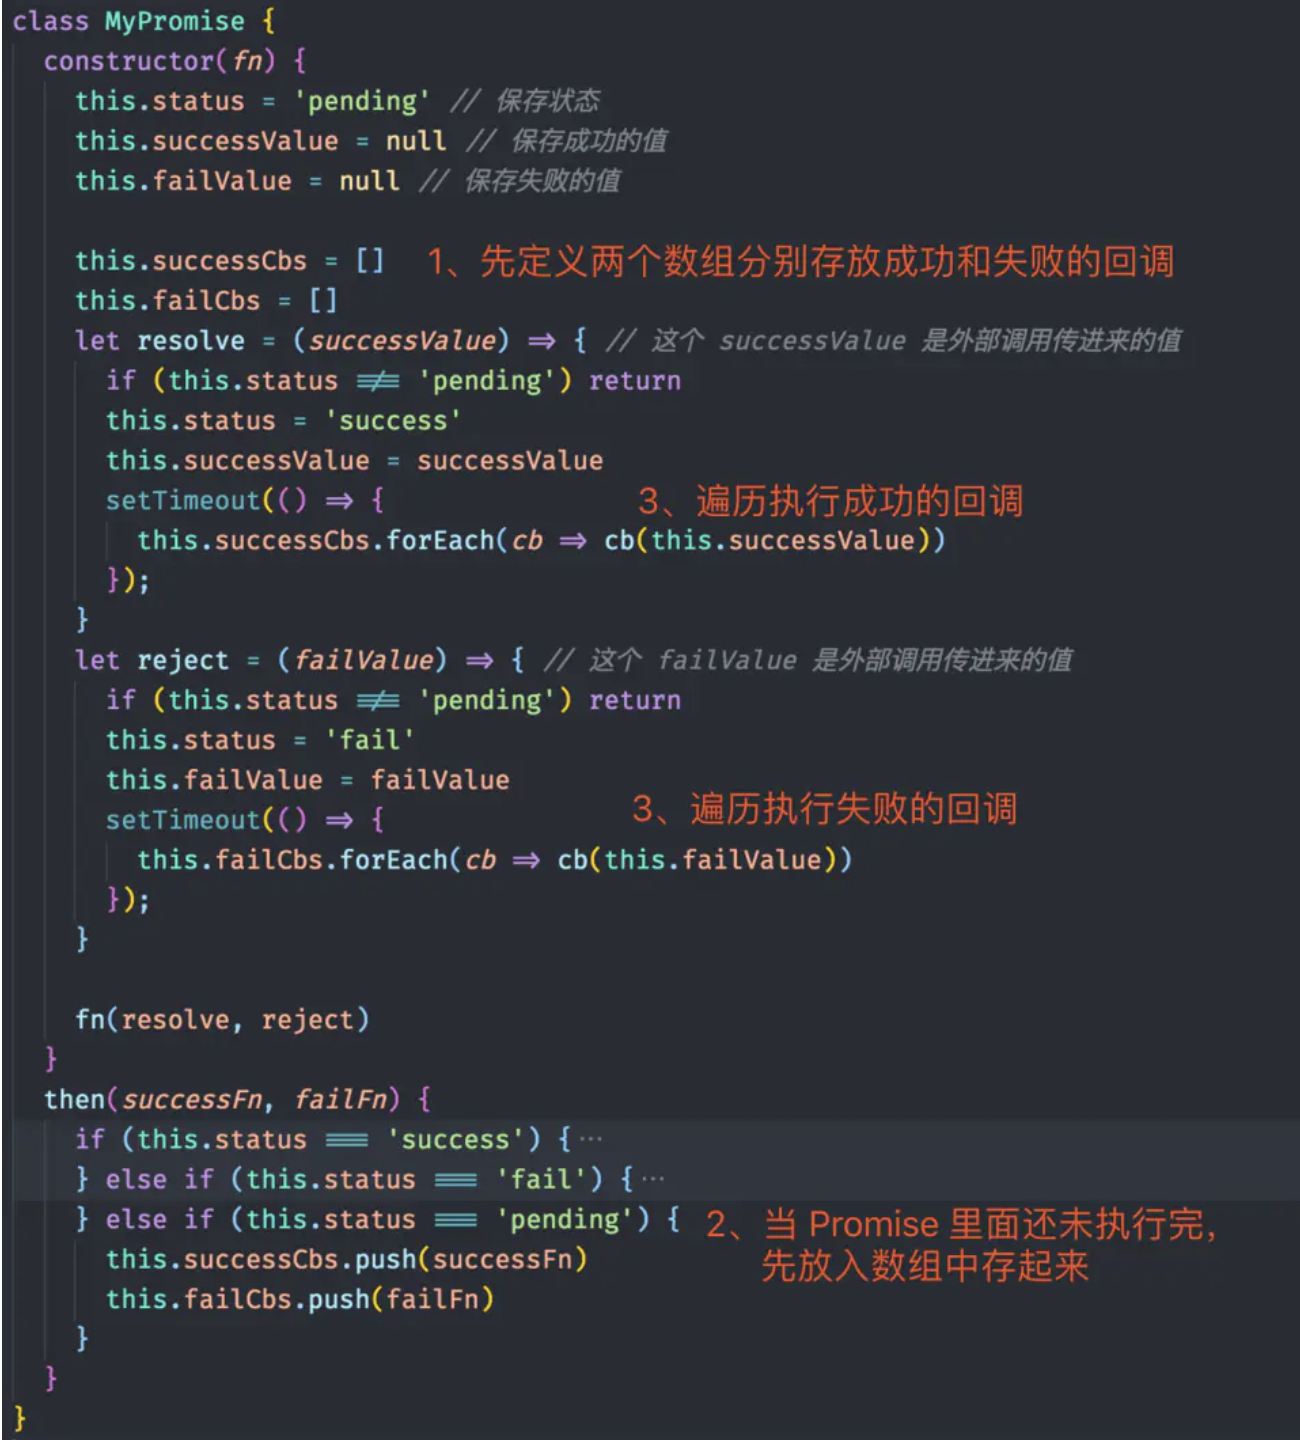 class MyPromise {
constructor(fn) {
this.status = 'pending' // 保存状态
this.successValue = null // 保存成功的值
this.failValue = null // 保存失败的值
this.successCbs = [] 1、先定义两个数组分别存放成功和失败的回调
this.failCbs = []
let resolve = (successValue) => { // 这个 successValue 是外部调用传进来的值
if (this.status !== 'pending') return
this.status = 'success'
this.successValue = successValue
setTimeout(() => { 3、遍历执行成功的回调
this.successCbs.forEach(cb => cb(this.successValue))
});
}
let reject = (failValue) => { // 这个 failValue 是外部调用传进来的值
if (this.status !== 'pending') return
this.status = 'fail'
this.failValue = failValue
setTimeout(() => { 3、遍历执行失败的回调
this.failCbs.forEach(cb => cb(this.failValue))
});
}
fn(resolve, reject)
}
then(successFn, failFn) {
if (this.status === 'success') {···
} else if (this.status === 'fail') {···
} else if (this.status === 'pending') { 2、当 Promise 里面还未执行完,
this.successCbs.push(successFn) 先放入数组中存起来
this.failCbs.push(failFn)
}
}
}